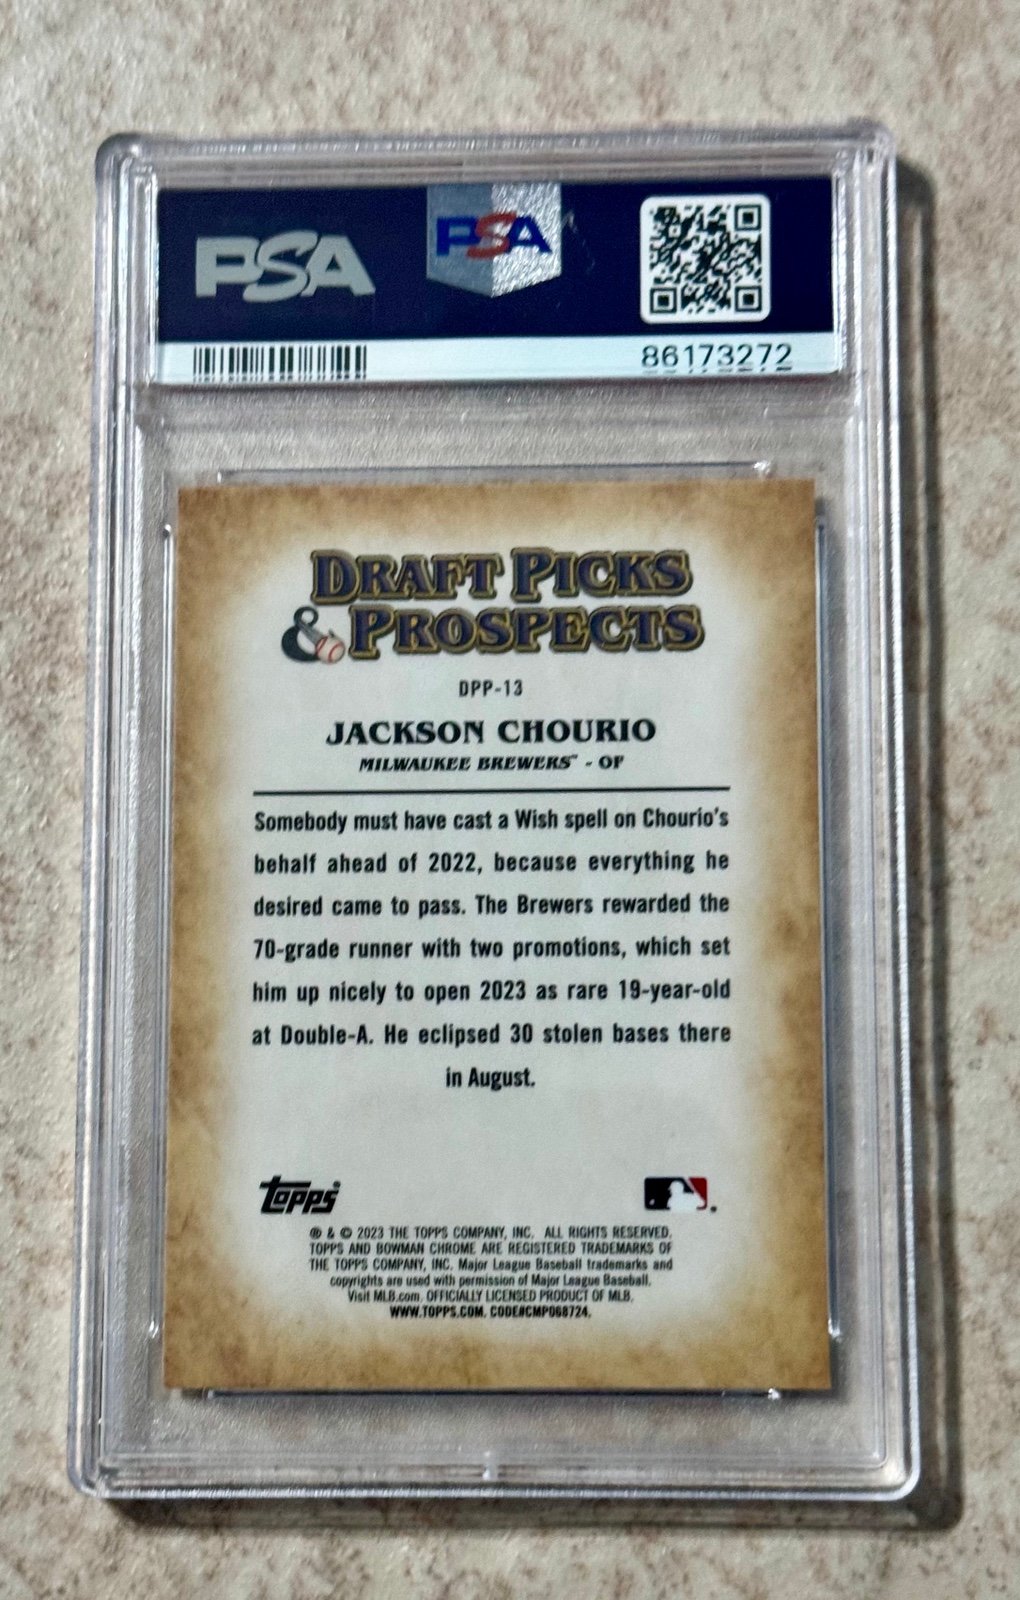 PSA
PSA
86173272
DRAFT PICKS
& PROSPECTS
DPP-13
JACKSON CHOURIO
MILWAUKEE BREWERS™ - OF
Somebody must have cast a Wish spell on Chourio's
behalf ahead of 2022, because everything he
desired came to pass. The Brewers rewarded the
70-grade runner with two promotions, which set
him up nicely to open 2023 as rare 19-year-old
at Double-A. He eclipsed 30 stolen bases there
in August.
topps®
® & © 2023 THE TOPPS COMPANY, INC. ALL RIGHTS RESERVED.
TOPPS AND BOWMAN CHROME ARE REGISTERED TRADEMARKS OF
THE TOPPS COMPANY, INC. Major League Baseball trademarks and
copyrights are used with permission of Major League Baseball.
Visit MLB.com. OFFICIALLY LICENSED PRODUCT OF MLB.
WWW.TOPPS.COM. CODE#CMP068724.